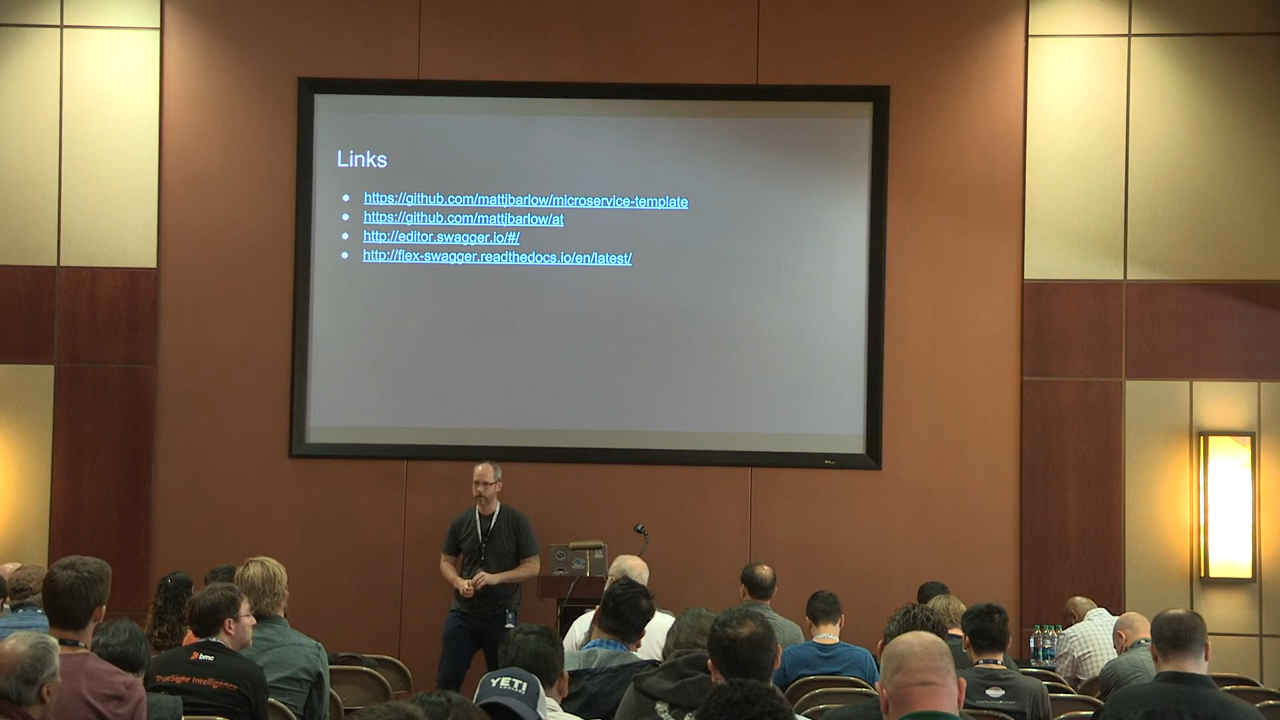 Links
https://github.com/mattjbarlow/microservice-template
https://github.com/mattjbarlow/at
http://editor.swagger.io/#/
http://flex-swagger.readthedocs.io/en/latest/
bmc
TrueSight Intelligence
YETI